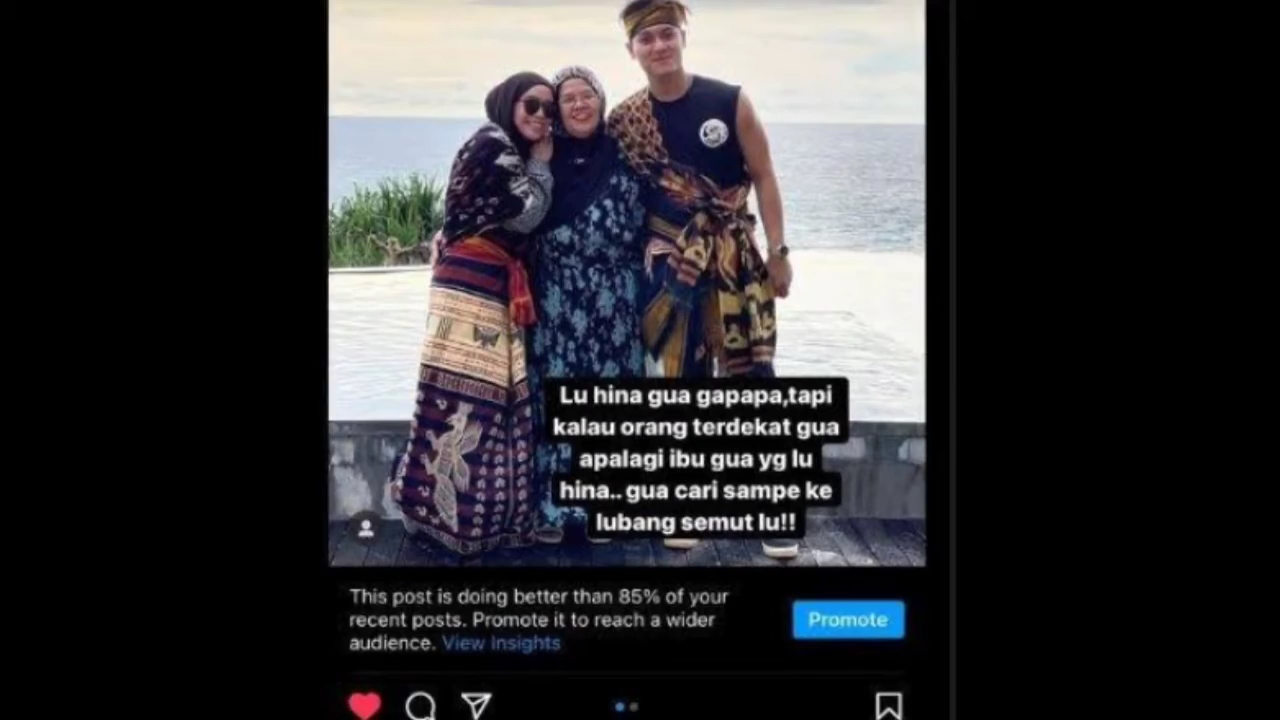 Lu hina gua gapapa,tapi
kalau orang terdekat gua
apalagi ibu gua yg lu
hina.. gua cari sampe ke
lubang semut lu!!
This post is doing better than 85% of your
recent posts. Promote it to reach a wider
audience. View Insights
Promote